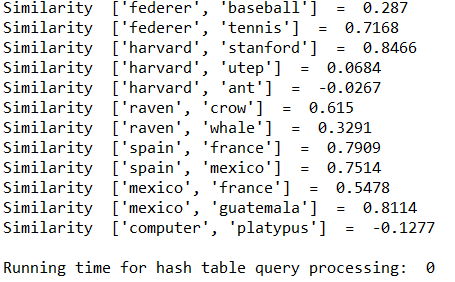 Similarity ['federer', 'baseball'] = 0.287
Similarity ['federer', 'tennis'] = 0.7168
Similarity ['harvard', 'stanford'] = 0.8466
Similarity ['harvard', 'utep'] = 0.0684
Similarity ['harvard', 'ant'] = -0.0267
Similarity ['raven', 'crow'] = 0.615
Similarity ['raven', 'whale'] = 0.3291
Similarity ['spain', 'france'] = 0.7909
Similarity ['spain', 'mexico'] = 0.7514
Similarity ['mexico', 'france'] = 0.5478
Similarity ['mexico', 'guatemala'] = 0.8114
Similarity ['computer', 'platypus'] = -0.1277
Running time for hash table query processing: 0